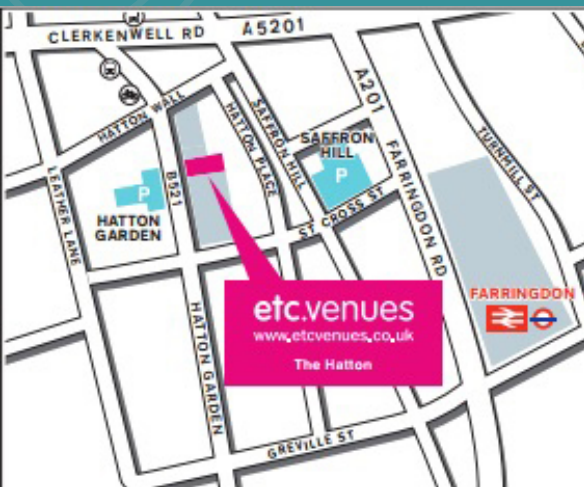 CLERKENWELL RD
A5201
HATTON WALL
B521
HATTON PLACE
SAFFRON HILL
A201
FARRINGDON RD
TURNMILL ST
LEATHER LANE
P
HATTON
GARDEN
SAFFRON
HILL
P
ST CROSS ST
HATTON GARDEN
etc.venues
www.etcvenues.co.uk
The Hatton
FARRINGDON
GREVILLE ST